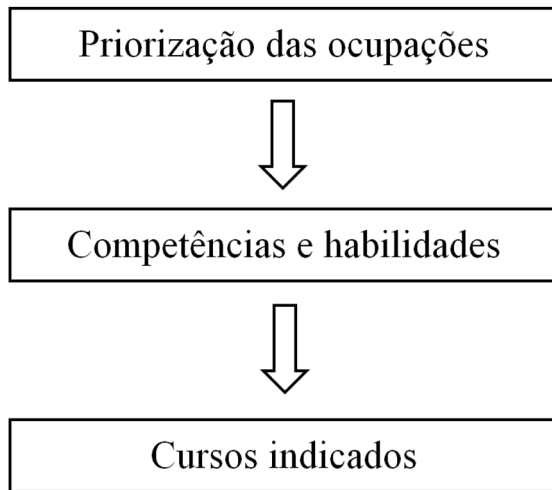 Priorização das ocupações
Competências e habilidades
Cursos indicados